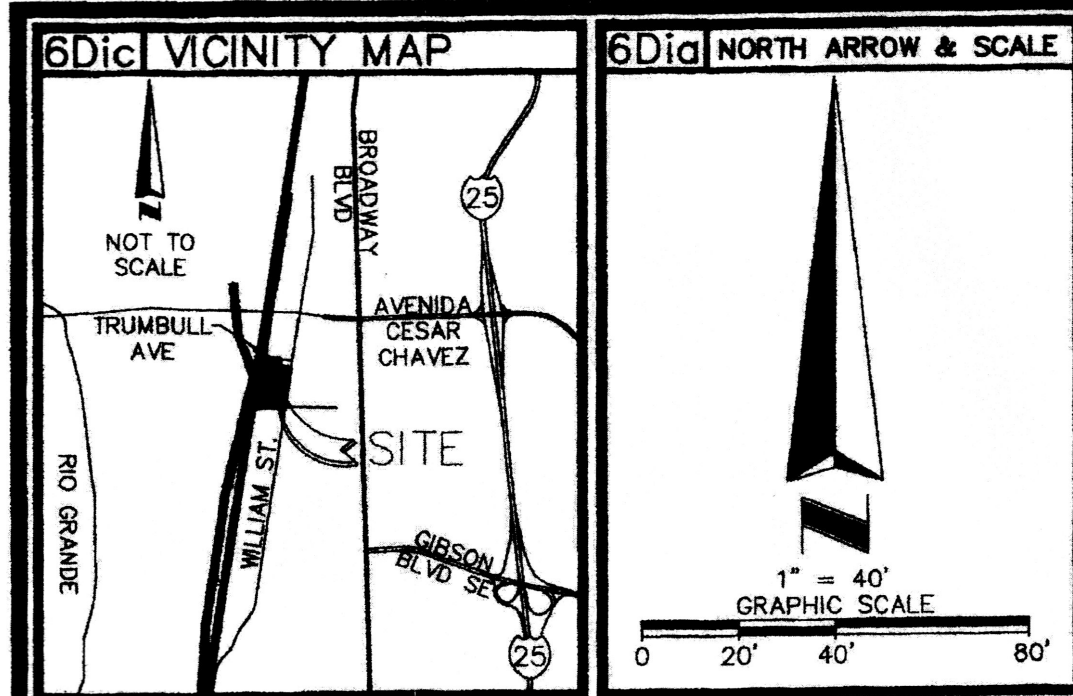 6Dic VICINITY MAP
N
NOT TO
SCALE
BROADWAY
BLVD
25
TRUMBULL
AVE
AVENIDA
CESAR
CHAVEZ
SITE
RIO GRANDE
WILLIAM ST.
GIBSON
BLVD SE
25
6Dia NORTH ARROW & SCALE
N
1" = 40'
GRAPHIC SCALE
0 20' 40' 80'